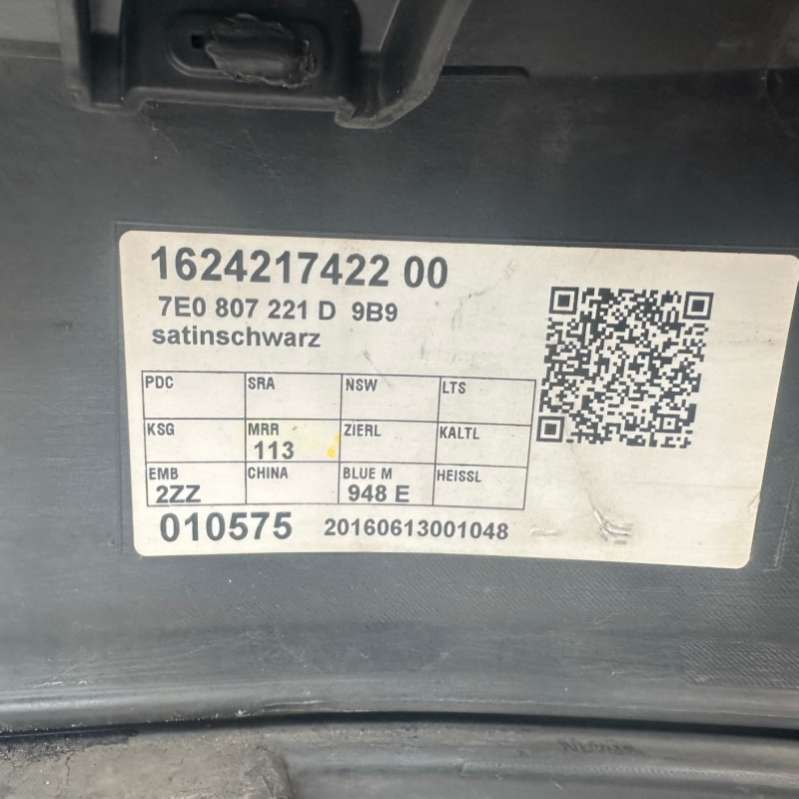 1624217422 00
7E0 807 221 D 9B9
satinschwarz
PDC SRA NSW LTS
KSG MRR ZIERL KALTL
113
EMB CHINA BLUE M HEISSL
2ZZ 948 E
010575 20160613001048